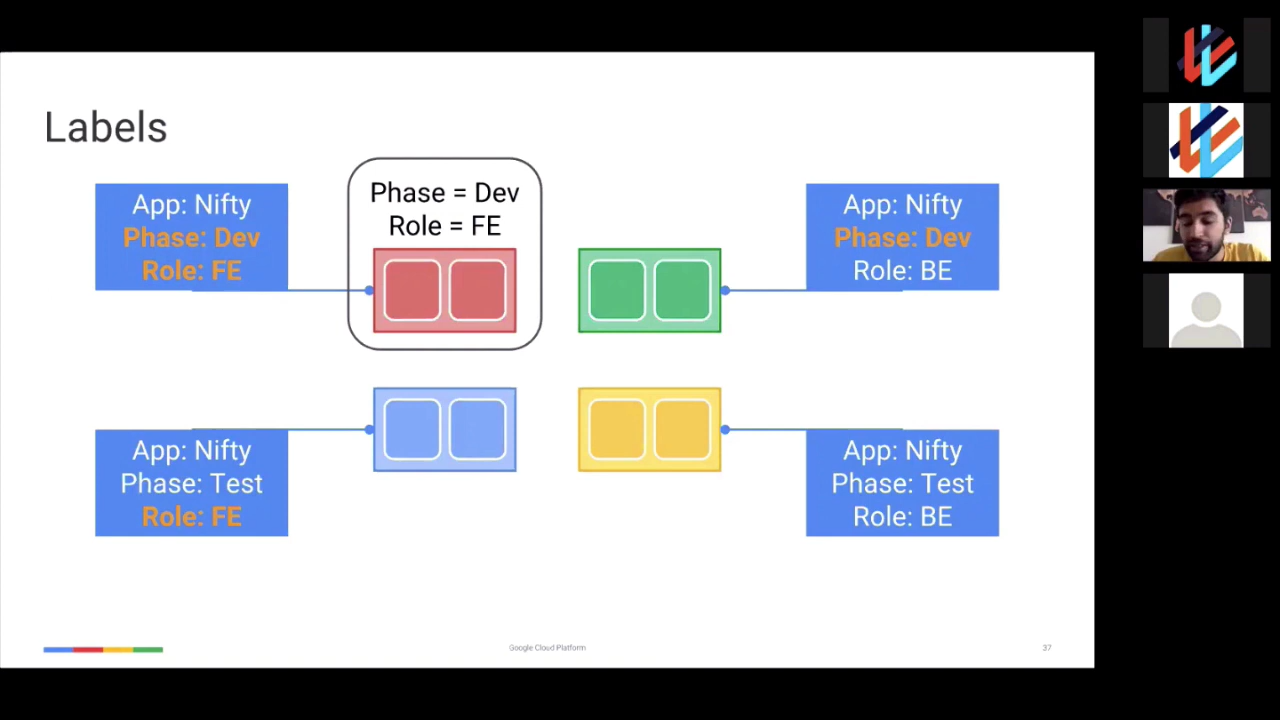 Labels
App: Nifty
Phase: Dev
Role: FE
Phase = Dev
Role = FE
App: Nifty
Phase: Dev
Role: BE
App: Nifty
Phase: Test
Role: FE
App: Nifty
Phase: Test
Role: BE
Google Cloud Platform
37